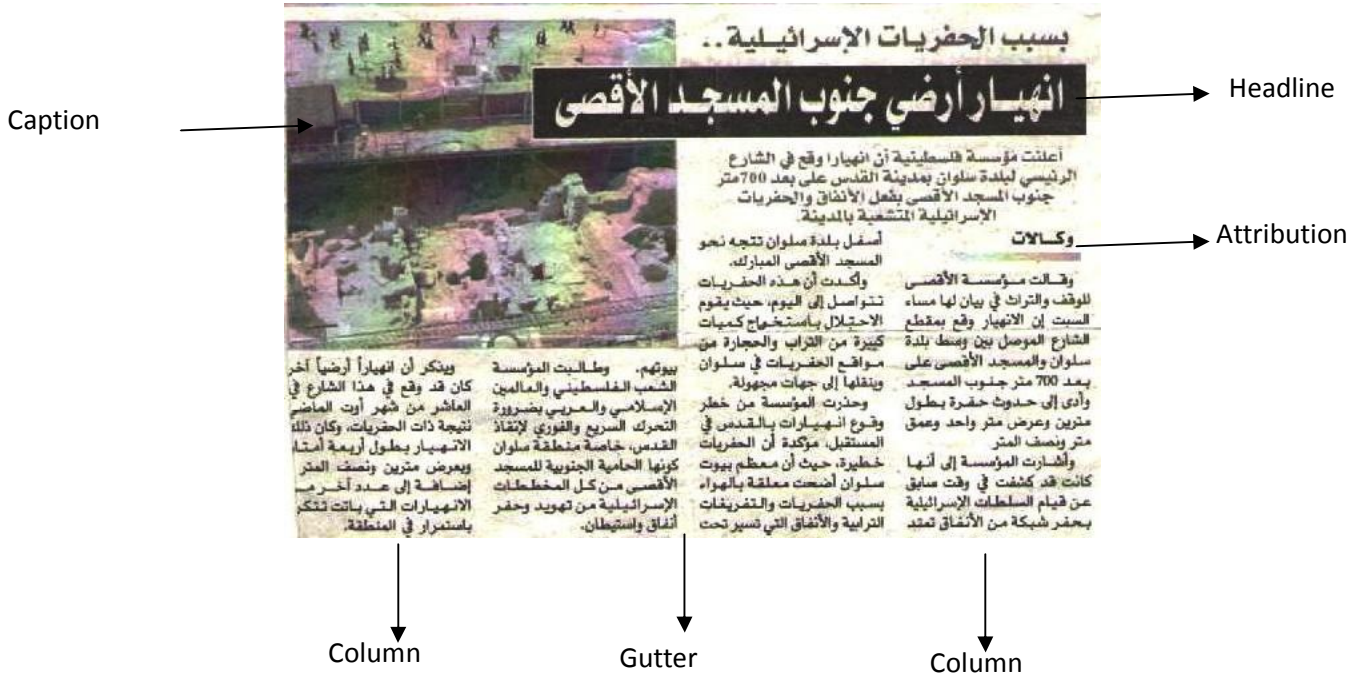 Caption
Headline
Attribution
Column
Gutter
Column
بسبب الحفريات الإسرائيلية..
انهيار أرضي جنوب المسجد الأقصى
أعلنت مؤسسة فلسطينية أن انهيارا وقع في الشارع
الرئيسي لبلدة سلوان بمدينة القدس على بعد 700متر
جنوب المسجد الأقصى بفعل الأنفاق والحفريات
الإسرائيلية المتشعبة بالمدينة.
وكـالات
وقالت مؤسسة الأقصى
للوقف والتراث في بيان لها مساء
السبت إن الانهيار وقع بمقطع
الشارع الموصل بين وسط بلدة
سلوان والمسجد الأقصى على
بعد 700 متر جنوب المسجد
وأدى إلى حدوث حفرة بطول
مترين وعرض متر واحد وعمق
متر ونصف المتر.
وأشارت المؤسسة إلى أنها
كانت قد كشفت في وقت سابق
عن قيام السلطات الإسرائيلية
بحفر شبكة من الأنفاق تمتد
أسفل بلدة سلوان تتجه نحو
المسجد الأقصى المبارك.
وأكدت أن هذه الحفريات
تتواصل إلى اليوم، حيث يقوم
الاحتلال باستخراج كميات
كبيرة من التراب والحجارة من
مواقع الحفريات في سلوان
وينقلها إلى جهات مجهولة.
وحذرت المؤسسة من خطر
وقوع انهيارات بالقدس في
المستقبل، مؤكدة أن الحفريات
خطيرة، حيث أن معظم بيوت
سلوان أضحت معلقة بالهواء
بسبب الحفريات والتفريغات
الترابية والأنفاق التي تسير تحت
بيوتهم. وطالبت المؤسسة
الشعب الفلسطيني والعالمين
الإسلامي والعربي بضرورة
التحرك السريع والفوري لإنقاذ
القدس، خاصة منطقة سلوان
كونها الحامية الجنوبية للمسجد
الأقصى من كل المخططات
الإسرائيلية من تهويد وحفر
أنفاق واستيطان.
ويذكر أن انهياراً أرضياً آخر
كان قد وقع في هذا الشارع في
العاشر من شهر أوت الماضي
نتيجة ذات الحفريات، وكان ذلك
الانهيار بطول أربعة أمتار
وبعرض مترين ونصف المتر
إضافة إلى عدد آخر مـ
الانهيارات التي باتت تتكر
باستمرار في المنطقة.